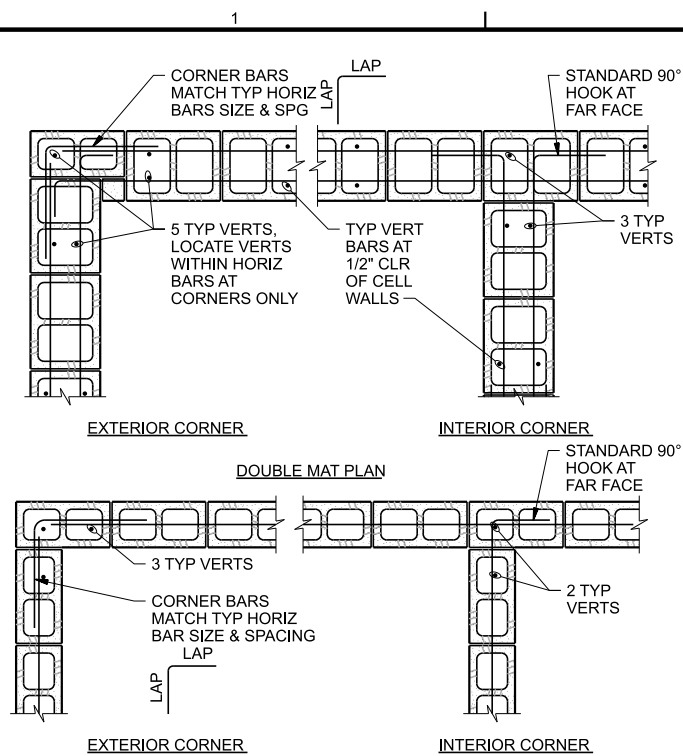 1
CORNER BARS
MATCH TYP HORIZ
BARS SIZE & SPG
LAP
LAP
STANDARD 90°
HOOK AT
FAR FACE
5 TYP VERTS,
LOCATE VERTS
WITHIN HORIZ
BARS AT
CORNERS ONLY
TYP VERT
BARS AT
1/2" CLR
OF CELL
WALLS
3 TYP
VERTS
EXTERIOR CORNER
INTERIOR CORNER
DOUBLE MAT PLAN
STANDARD 90°
HOOK AT
FAR FACE
3 TYP VERTS
CORNER BARS
MATCH TYP HORIZ
BAR SIZE & SPACING
LAP
LAP
2 TYP
VERTS
EXTERIOR CORNER
INTERIOR CORNER